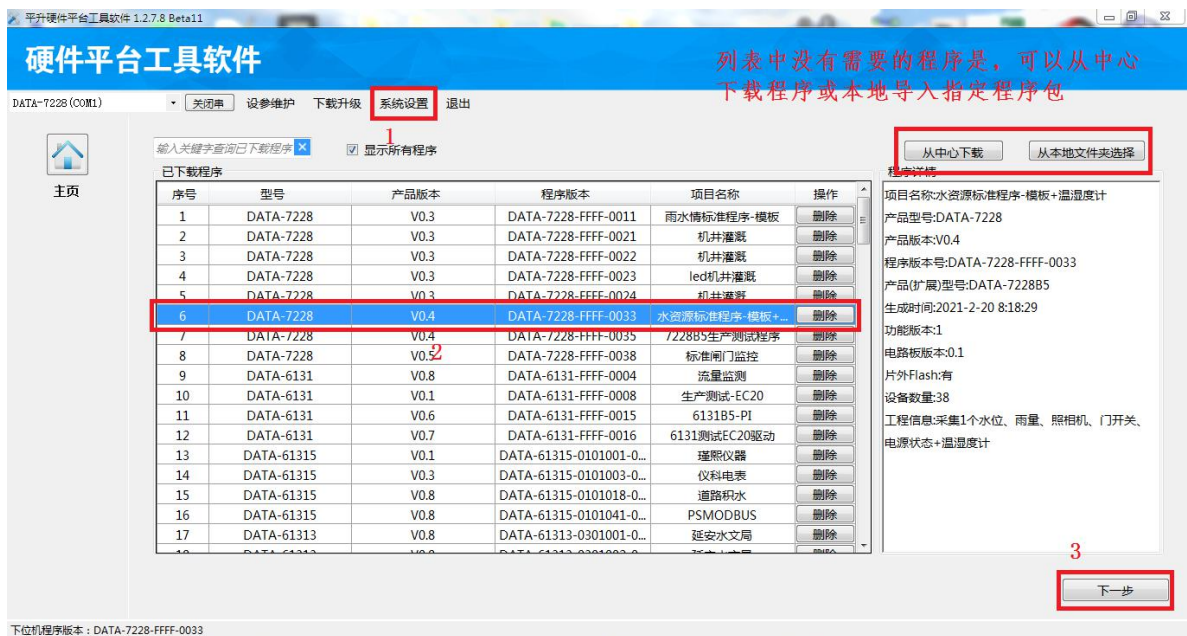 平升硬件平台工具软件 1.2.7.8 Beta11
硬件平台工具软件
列表中没有需要的程序是，可以从中心
下载程序或本地导入指定程序包
DATA-7228(COM1) 关闭串 设参维护 下载升级 系统设置 退出
1
输入关键字查询已下载程序 显示所有程序 从中心下载 从本地文件夹选择
主页
已下载程序
序号 型号 产品版本 程序版本 项目名称 操作
1 DATA-7228 V0.3 DATA-7228-FFFF-0011 雨水情标准程序-模板 删除
2 DATA-7228 V0.3 DATA-7228-FFFF-0021 机井灌溉 删除
3 DATA-7228 V0.3 DATA-7228-FFFF-0022 机井灌溉 删除
4 DATA-7228 V0.3 DATA-7228-FFFF-0023 led机井灌溉 删除
5 DATA-7228 V0.3 DATA-7228-FFFF-0024 机井灌溉 删除
6 DATA-7228 V0.4 DATA-7228-FFFF-0033 水资源标准程序-模板+... 删除
7 DATA-7228 V0.4 DATA-7228-FFFF-0035 7228B5生产测试程序 删除
2
8 DATA-7228 V0.5 DATA-7228-FFFF-0038 标准闸门监控 删除
9 DATA-6131 V0.8 DATA-6131-FFFF-0004 流量监测 删除
10 DATA-6131 V0.1 DATA-6131-FFFF-0008 生产测试-EC20 删除
11 DATA-6131 V0.6 DATA-6131-FFFF-0015 6131B5-PI 删除
12 DATA-6131 V0.7 DATA-6131-FFFF-0016 6131测试EC20驱动 删除
13 DATA-61315 V0.1 DATA-61315-0101001-0... 瑾熙仪器 删除
14 DATA-61315 V0.3 DATA-61315-0101003-0... 仪科电表 删除
15 DATA-61315 V0.8 DATA-61315-0101018-0... 道路积水 删除
16 DATA-61315 V0.8 DATA-61315-0101041-0... PSMODBUS 删除
17 DATA-61313 V0.8 DATA-61313-0301001-0... 延安水文局 删除
程序详情
项目名称:水资源标准程序-模板+温湿度计
产品型号:DATA-7228
产品版本:V0.4
程序版本号:DATA-7228-FFFF-0033
产品(扩展)型号:DATA-7228B5
生成时间:2021-2-20 8:18:29
功能版本:1
电路板版本:0.1
片外Flash:有
设备数量:38
工程信息:采集1个水位、雨量、照相机、门开关、
电源状态+温湿度计
3
下一步
下位机程序版本：DATA-7228-FFFF-0033